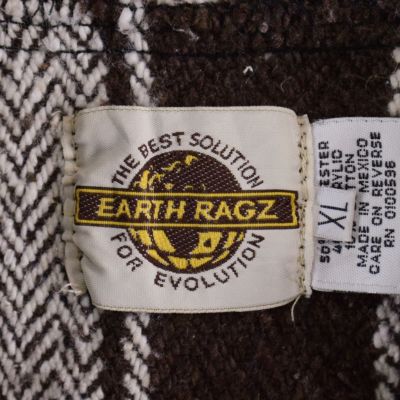 THE BEST SOLUTION
EARTH RAGZ
FOR EVOLUTION
XL
MADE IN MEXICO
CARE ON REVERSE
RN 0100596